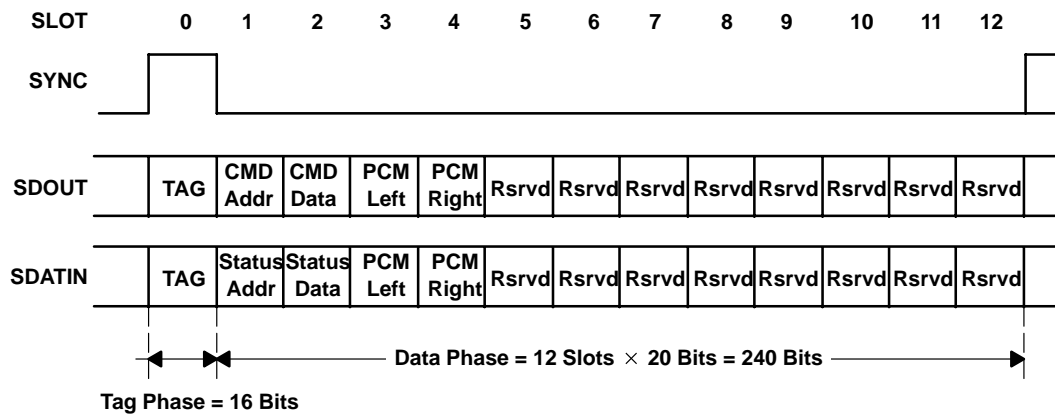 SLOT 0 1 2 3 4 5 6 7 8 9 10 11 12
SYNC
SDOUT TAG CMD Addr CMD Data PCM Left PCM Right Rsrvd Rsrvd Rsrvd Rsrvd Rsrvd Rsrvd Rsrvd Rsrvd
SDATIN TAG Status Addr Status Data PCM Left PCM Right Rsrvd Rsrvd Rsrvd Rsrvd Rsrvd Rsrvd Rsrvd Rsrvd
Data Phase = 12 Slots × 20 Bits = 240 Bits
Tag Phase = 16 Bits